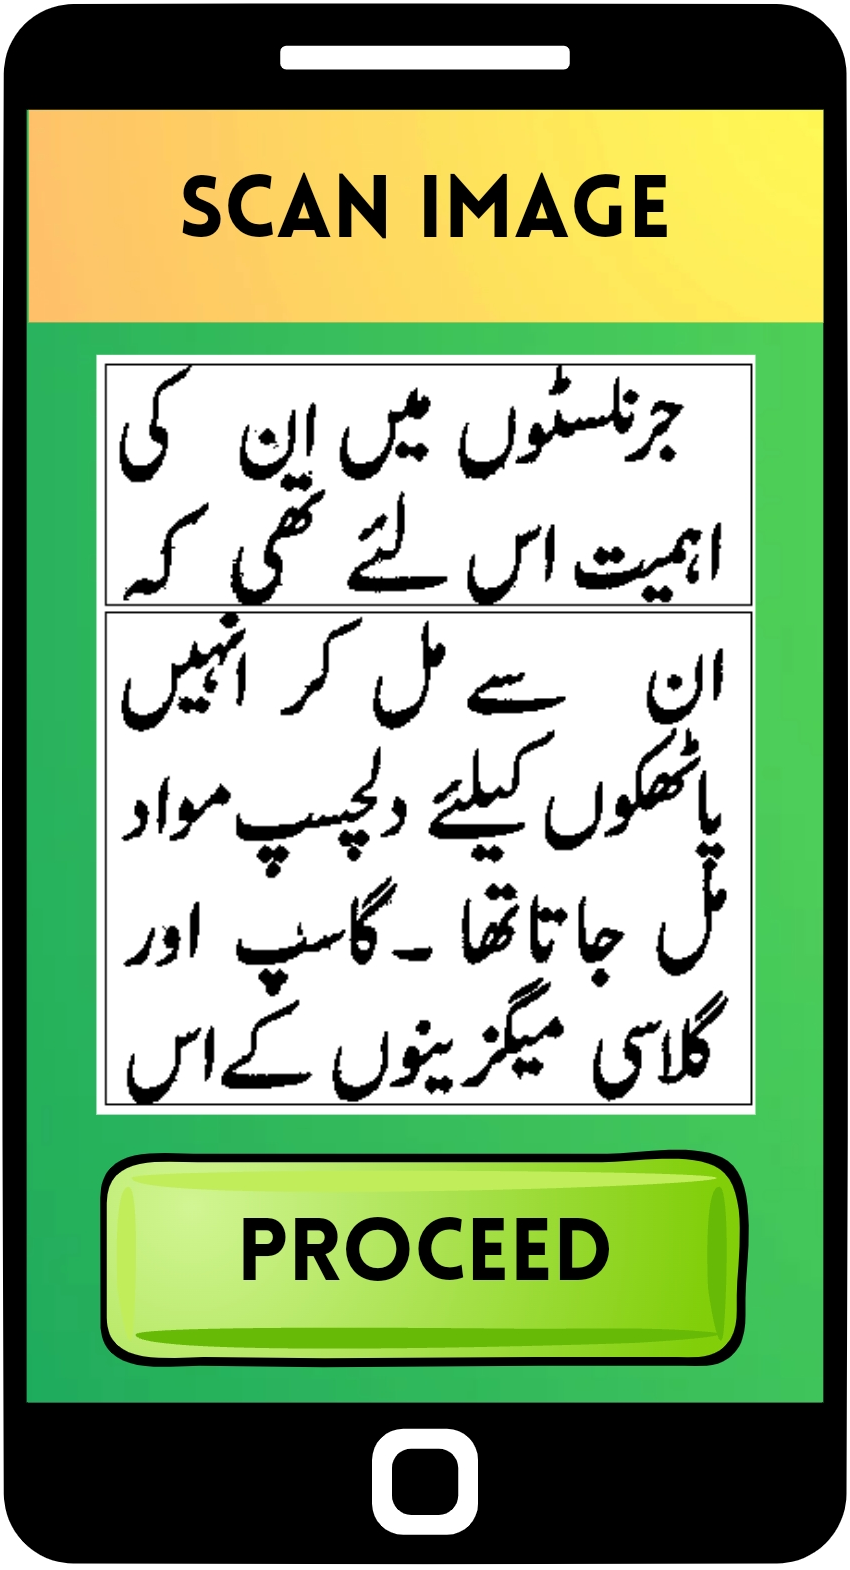 SCAN IMAGE
جرنلسٹوں میں ان کی
اہمیت اس لئے تھی کہ
ان سے مل کر انہیں
پاٹھکوں کیلئے دلچسپ مواد
مل جاتا تھا ۔ گاسپ اور
گلاسی میگزینوں کے اس
PROCEED